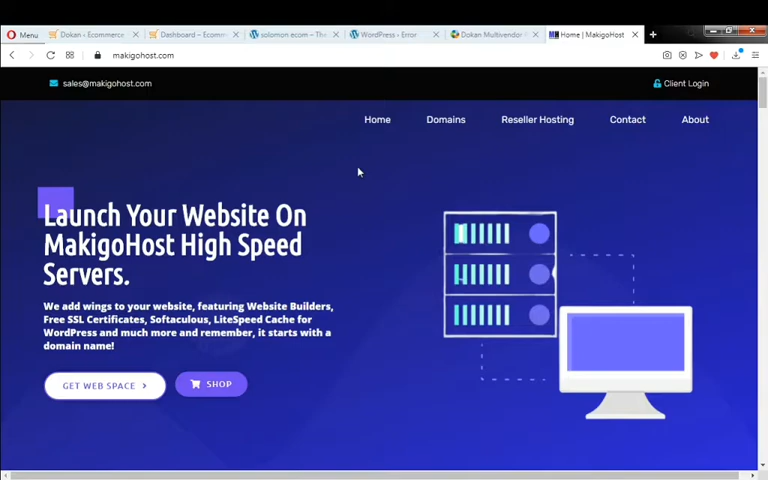 Menu
Dokan ‹ Ecommerce
Dashboard – Ecomm
solomon ecom – The
WordPress › Error
Dokan Multivendor
Home | MakigoHost
makigohost.com
sales@makigohost.com
Client Login
Home
Domains
Reseller Hosting
Contact
About
Launch Your Website On
MakigoHost High Speed
Servers.
We add wings to your website, featuring Website Builders,
Free SSL Certificates, Softaculous, LiteSpeed Cache for
WordPress and much more and remember, it starts with a
domain name!
GET WEB SPACE
SHOP